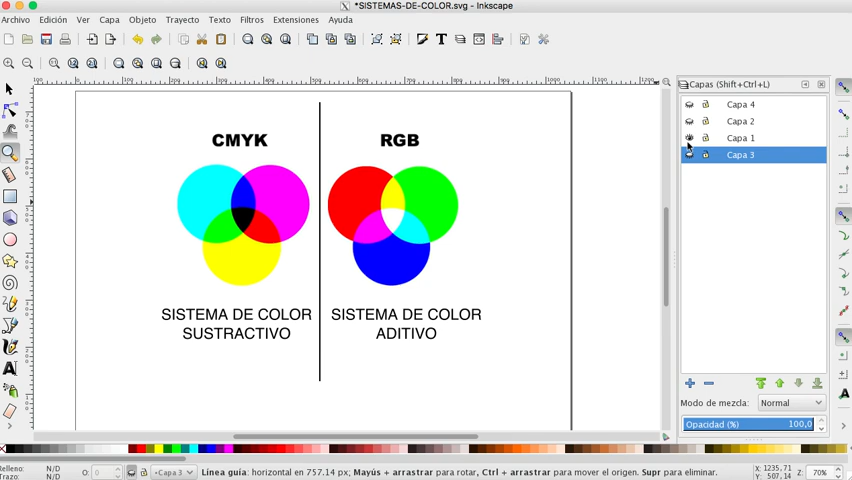 *SISTEMAS-DE-COLOR.svg - Inkscape
Archivo Edición Ver Capa Objeto Trayecto Texto Filtros Extensiones Ayuda
Capas (Shift+Ctrl+L)
Capa 4
Capa 2
Capa 1
Capa 3
CMYK RGB
SISTEMA DE COLOR
SUSTRACTIVO
SISTEMA DE COLOR
ADITIVO
Modo de mezcla: Normal
Opacidad (%) 100,0
Relleno: N/D
Trazo: N/D
O: 0
Capa 3
Línea guía: horizontal en 757.14 px; Mayús + arrastrar para rotar, Ctrl + arrastrar para mover el origen. Supr para eliminar.
X: 1235,71
Y: 507,14
Z: 70%